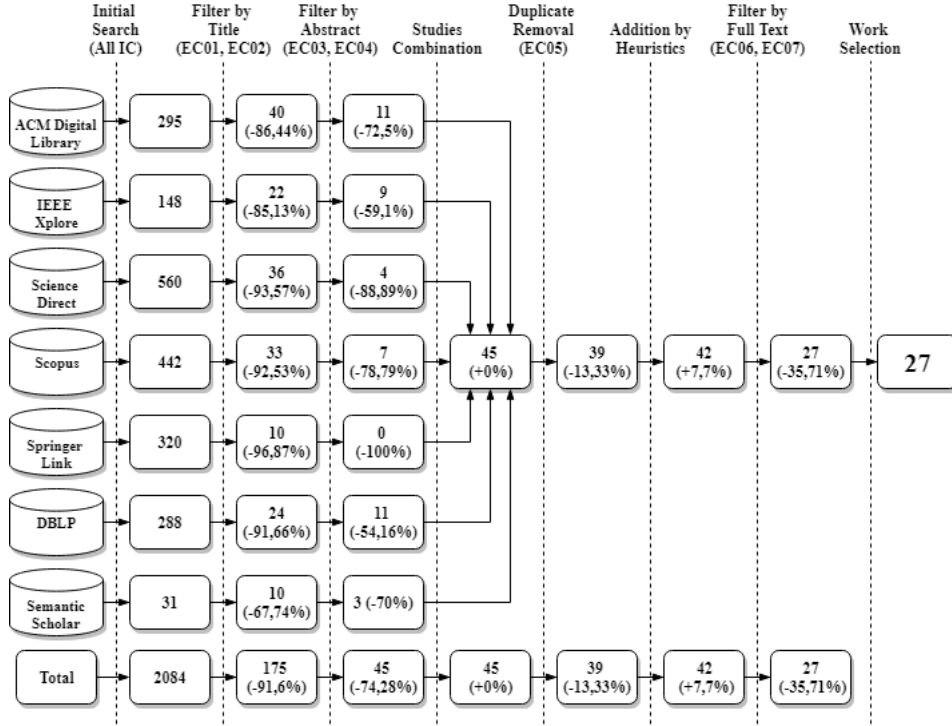 Initial
Search
(All IC)
Filter by
Title
(EC01, EC02)
Filter by
Abstract
(EC03, EC04)
Studies
Combination
Duplicate
Removal
(EC05)
Addition by
Heuristics
Filter by
Full Text
(EC06, EC07)
Work
Selection
ACM Digital
Library
295
40
(-86,44%)
11
(-72,5%)
IEEE
Xplore
148
22
(-85,13%)
9
(-59,1%)
Science
Direct
560
36
(-93,57%)
4
(-88,89%)
Scopus
442
33
(-92,53%)
7
(-78,79%)
45
(+0%)
39
(-13,33%)
42
(+7,7%)
27
(-35,71%)
27
Springer
Link
320
10
(-96,87%)
0
(-100%)
DBLP
288
24
(-91,66%)
11
(-54,16%)
Semantic
Scholar
31
10
(-67,74%)
3 (-70%)
Total
2084
175
(-91,6%)
45
(-74,28%)
45
(+0%)
39
(-13,33%)
42
(+7,7%)
27
(-35,71%)